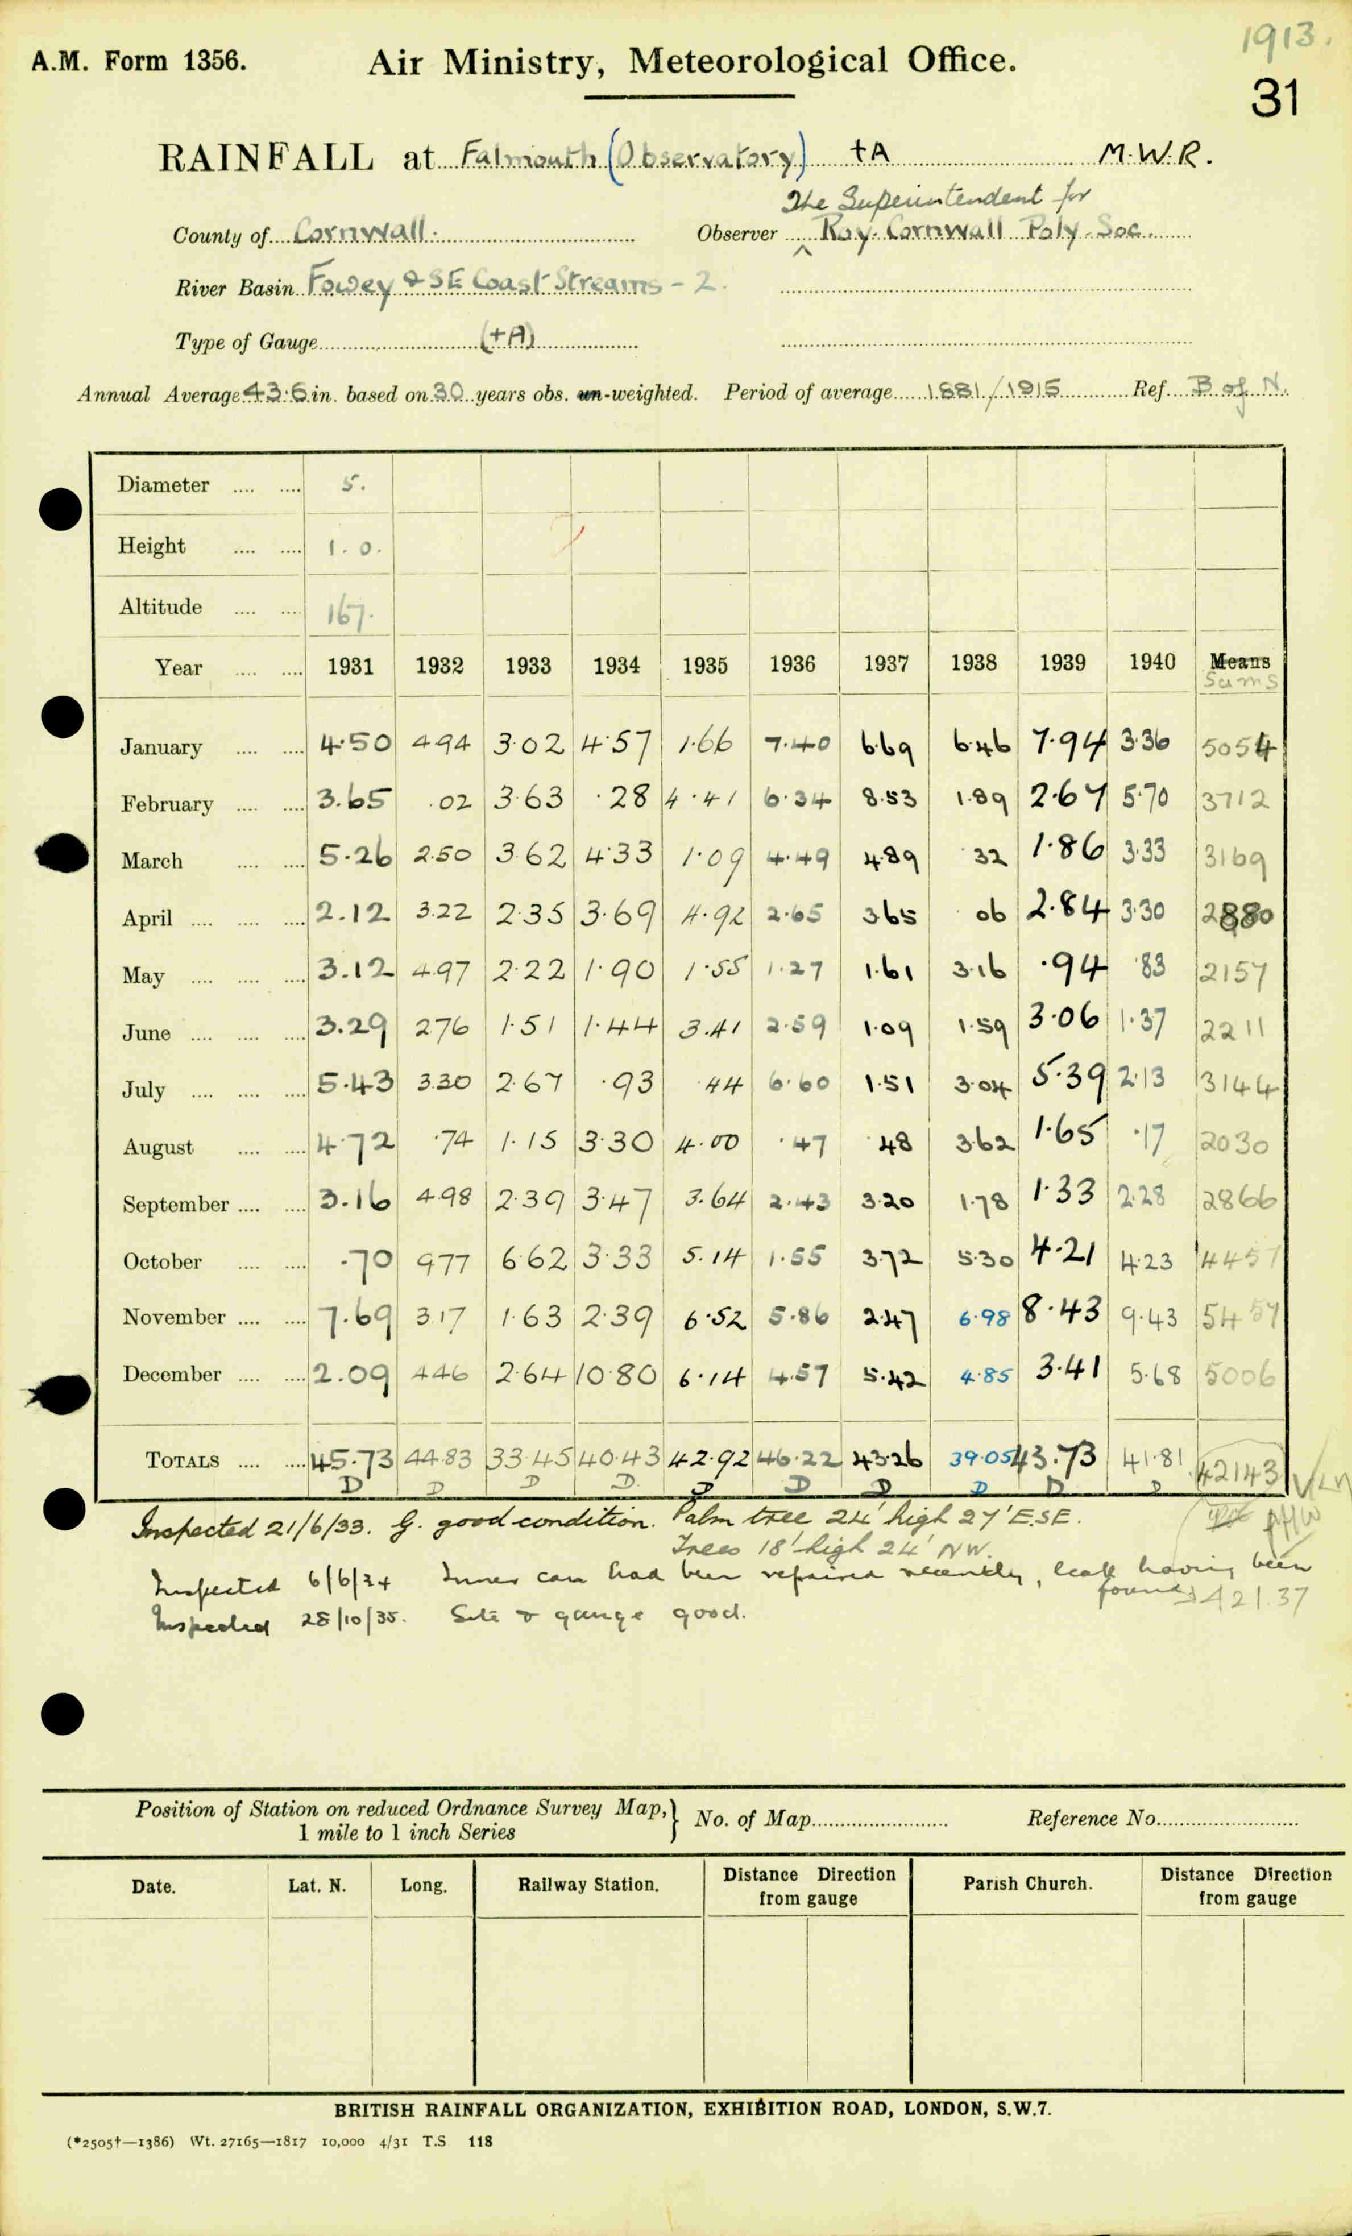 1913.
A.M. Form 1356. Air Ministry, Meteorological Office.
31
RAINFALL at Falmouth (Observatory) +A M.W.R.
The Superintendent for
County of Cornwall. Observer Roy. Cornwall Poly. Soc.
River Basin Fowey & SE Coast Streams - 2.
Type of Gauge (+A)
Annual Average 43.6 in. based on 30 years obs. un-weighted. Period of average 1881/1915 Ref. B of N.
Diameter 5.
Height 1. 0.
Altitude 167.
Year 1931 1932 1933 1934 1935 1936 1937 1938 1939 1940 Means
Sums
January 4.50 4.94 3.02 4.57 1.66 7.40 6.69 6.46 7.94 3.36 5054
February 3.65 .02 3.63 .28 4.41 6.34 8.53 1.89 2.67 5.70 3712
March 5.26 2.50 3.62 4.33 1.09 4.49 4.89 .32 1.86 3.33 3169
April 2.12 3.22 2.35 3.69 4.92 2.65 3.65 .06 2.84 3.30 2880
May 3.12 4.97 2.22 1.90 1.55 1.27 1.61 3.16 .94 .83 2157
June 3.29 2.76 1.51 1.44 3.41 2.59 1.09 1.59 3.06 1.37 2211
July 5.43 3.30 2.67 .93 .44 6.60 1.51 3.04 5.39 2.13 3144
August 4.72 .74 1.15 3.30 4.00 .47 .48 3.62 1.65 .17 2030
September 3.16 4.98 2.39 3.47 3.64 2.43 3.20 1.78 1.33 2.28 2866
October .70 9.77 6.62 3.33 5.14 1.55 3.72 5.30 4.21 4.23 4457
November 7.69 3.17 1.63 2.39 6.52 5.86 2.47 6.98 8.43 9.43 5457
December 2.09 4.46 2.64 10.80 6.14 4.57 5.42 4.85 3.41 5.68 5006
TOTALS 45.73 44.83 33.45 40.43 42.92 46.22 43.26 39.05 43.73 41.81 42143
D D D D D D D D D D
Inspected 21/6/33. G. good condition. Palm tree 24' high 27' E.S.E.
Trees 18' high 24' NW.
Inspected 6/6/34 Inner can had been repaired recently, leak having been
found 421.37
Inspected 28/10/35. Site & gauge good.
Position of Station on reduced Ordnance Survey Map, } No. of Map Reference No.
1 mile to 1 inch Series
Date. Lat. N. Long. Railway Station. Distance Direction from gauge Parish Church. Distance Direction from gauge
BRITISH RAINFALL ORGANIZATION, EXHIBITION ROAD, LONDON, S.W.7.
(*2505†—1386) Wt. 27165—1817 10,000 4/31 T.S 118